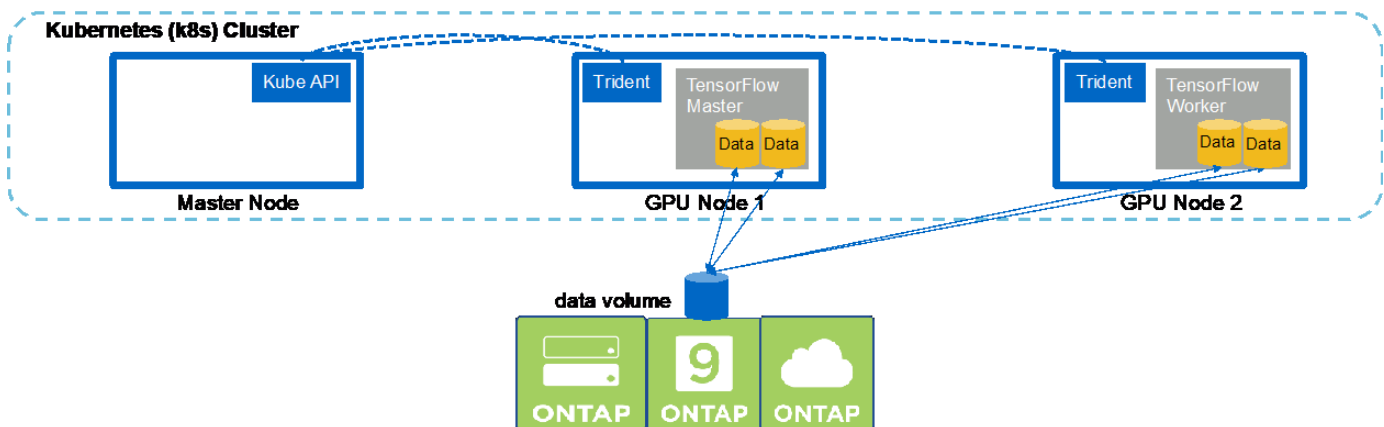 Kubernetes (k8s) Cluster
Kube API
Trident
TensorFlow
Master
Data
Data
Trident
TensorFlow
Worker
Data
Data
Master Node
GPU Node 1
GPU Node 2
data volume
9
ONTAP
ONTAP
ONTAP